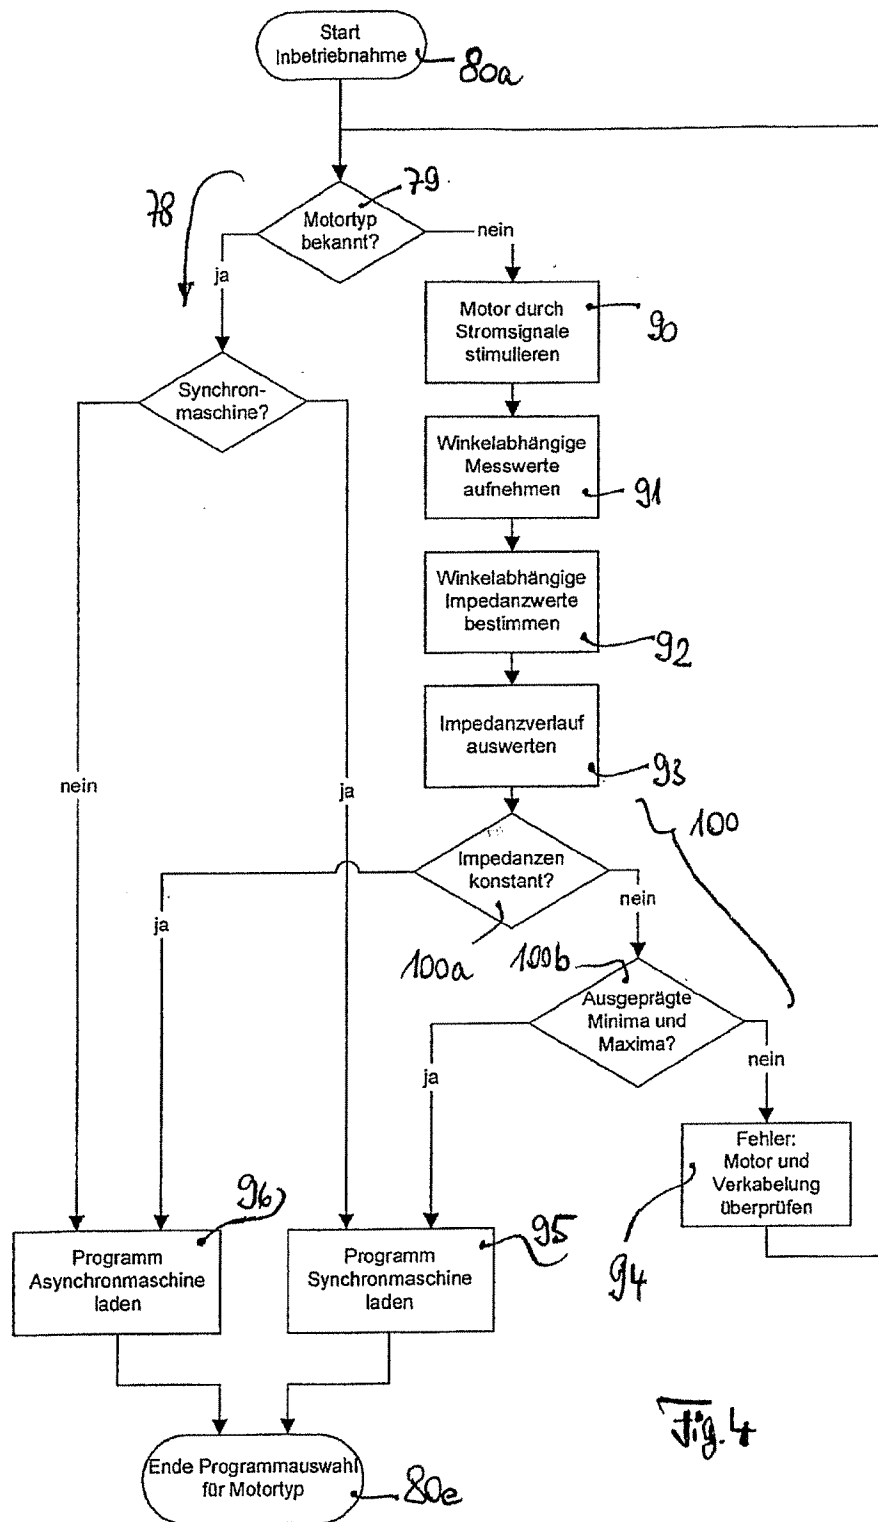 Start
Inbetriebnahme
80a
78
79
Motortyp
bekannt?
nein
ja
Motor durch
Stromsignale
stimulieren
90
Synchron-
maschine?
Winkelabhängige
Messwerte
aufnehmen
91
Winkelabhängige
Impedanzwerte
bestimmen
92
Impedanzverlauf
auswerten
93
nein
ja
100
Impedanzen
konstant?
nein
ja
100a
100b
Ausgeprägte
Minima und
Maxima?
nein
ja
Fehler:
Motor und
Verkabelung
überprüfen
94
96
95
Programm
Asynchronmaschine
laden
Programm
Synchronmaschine
laden
Fig. 4
Ende Programmauswahl
für Motortyp
80e